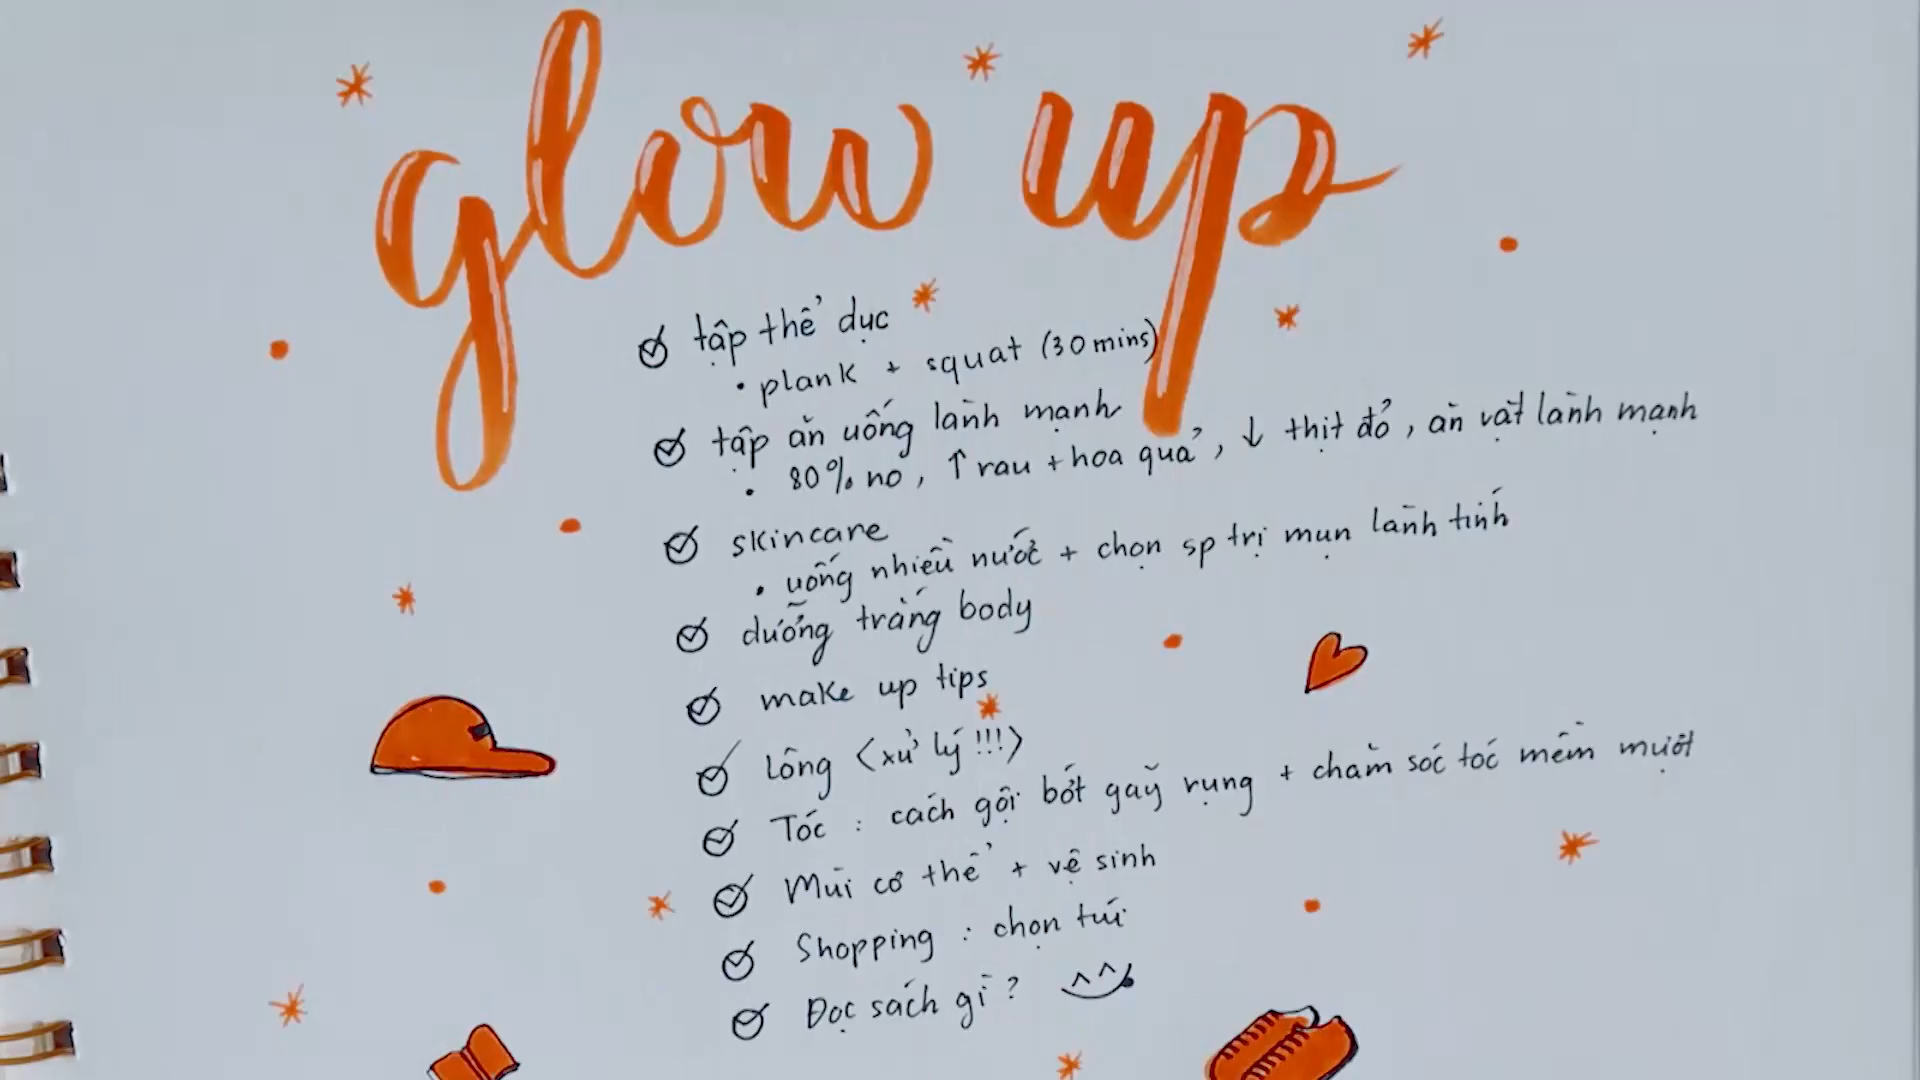 glow up
tập thể dục
• plank + squat (30 mins)
tập ăn uống lành mạnh
• 80% no, ↑ rau + hoa quả, ↓ thịt đỏ, ăn vặt lành mạnh
skincare
• uống nhiều nước + chọn sp trị mụn lành tính
dưỡng trắng body
make up tips
Lông <xử lý !!!>
Tóc : cách gội bớt gãy rụng + chăm sóc tóc mềm mượt
Mùi cơ thể + vệ sinh
Shopping : chọn túi
Đọc sách gì ?